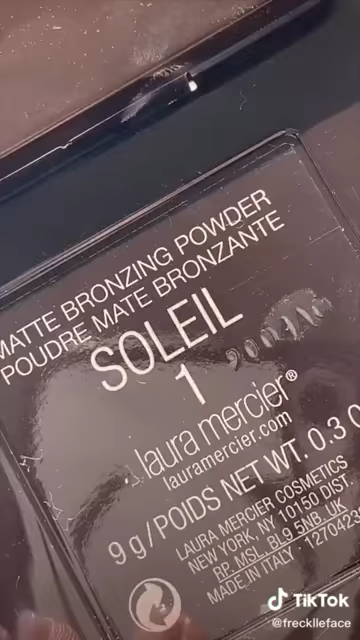 MATTE BRONZING POWDER
POUDRE MATE BRONZANTE
SOLEIL
1
laura mercier®
lauramercier.com
9 g / POIDS NET WT. 0.3
LAURA MERCIER COSMETICS
NEW YORK, NY 10150 DIST.
RP. MSL. BL9 5NB, UK
MADE IN ITALY
TikTok
@frecklleface